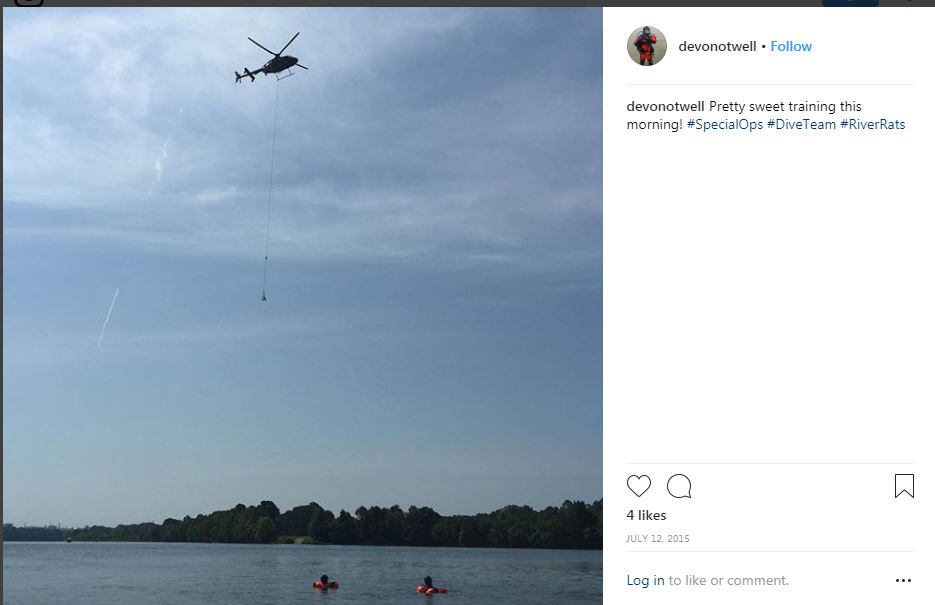 devonotwell • Follow
devonotwell Pretty sweet training this
morning! #SpecialOps #DiveTeam #RiverRats
4 likes
JULY 12, 2015
Log in to like or comment.